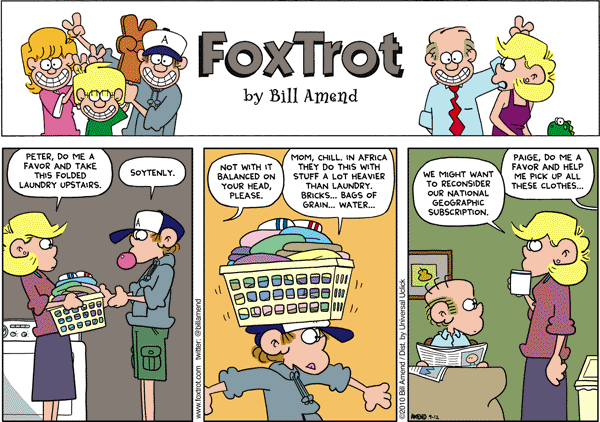 A
FoxTrot
by Bill Amend
PETER, DO ME A
FAVOR AND TAKE
THIS FOLDED
LAUNDRY UPSTAIRS.
SOYTENLY.
NOT WITH IT
BALANCED ON
YOUR HEAD,
PLEASE.
MOM, CHILL. IN AFRICA
THEY DO THIS WITH
STUFF A LOT HEAVIER
THAN LAUNDRY.
BRICKS... BAGS OF
GRAIN... WATER...
www.foxtrot.com twitter: @billamend
©2010 Bill Amend / Dist. by Universal Uclick
WE MIGHT WANT
TO RECONSIDER
OUR NATIONAL
GEOGRAPHIC
SUBSCRIPTION.
PAIGE, DO ME A
FAVOR AND HELP
ME PICK UP ALL
THESE CLOTHES...
AMEND 9-12